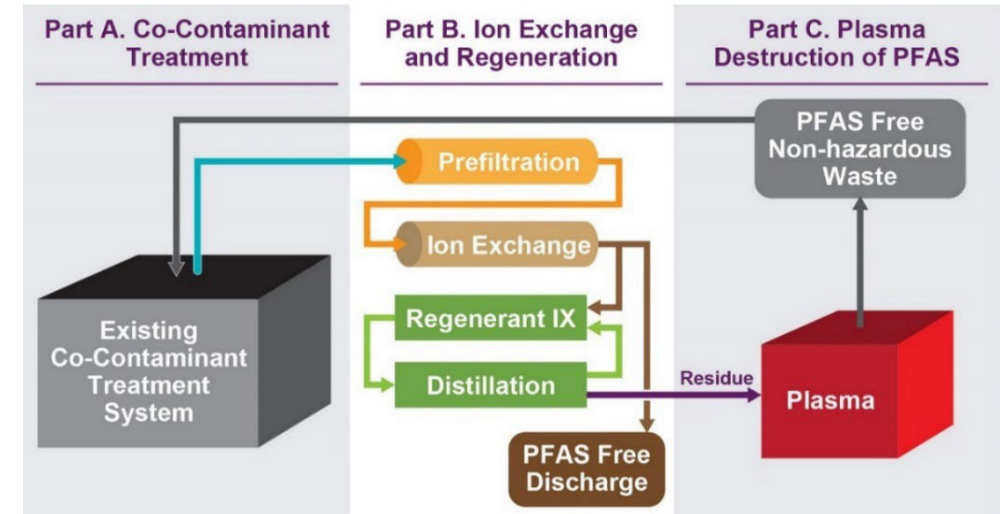 Part A. Co-Contaminant
Treatment
Part B. Ion Exchange
and Regeneration
Part C. Plasma
Destruction of PFAS
PFAS Free
Non-hazardous
Waste
Prefiltration
Ion Exchange
Existing
Co-Contaminant
Treatment
System
Regenerant IX
Distillation
Residue
Plasma
PFAS Free
Discharge